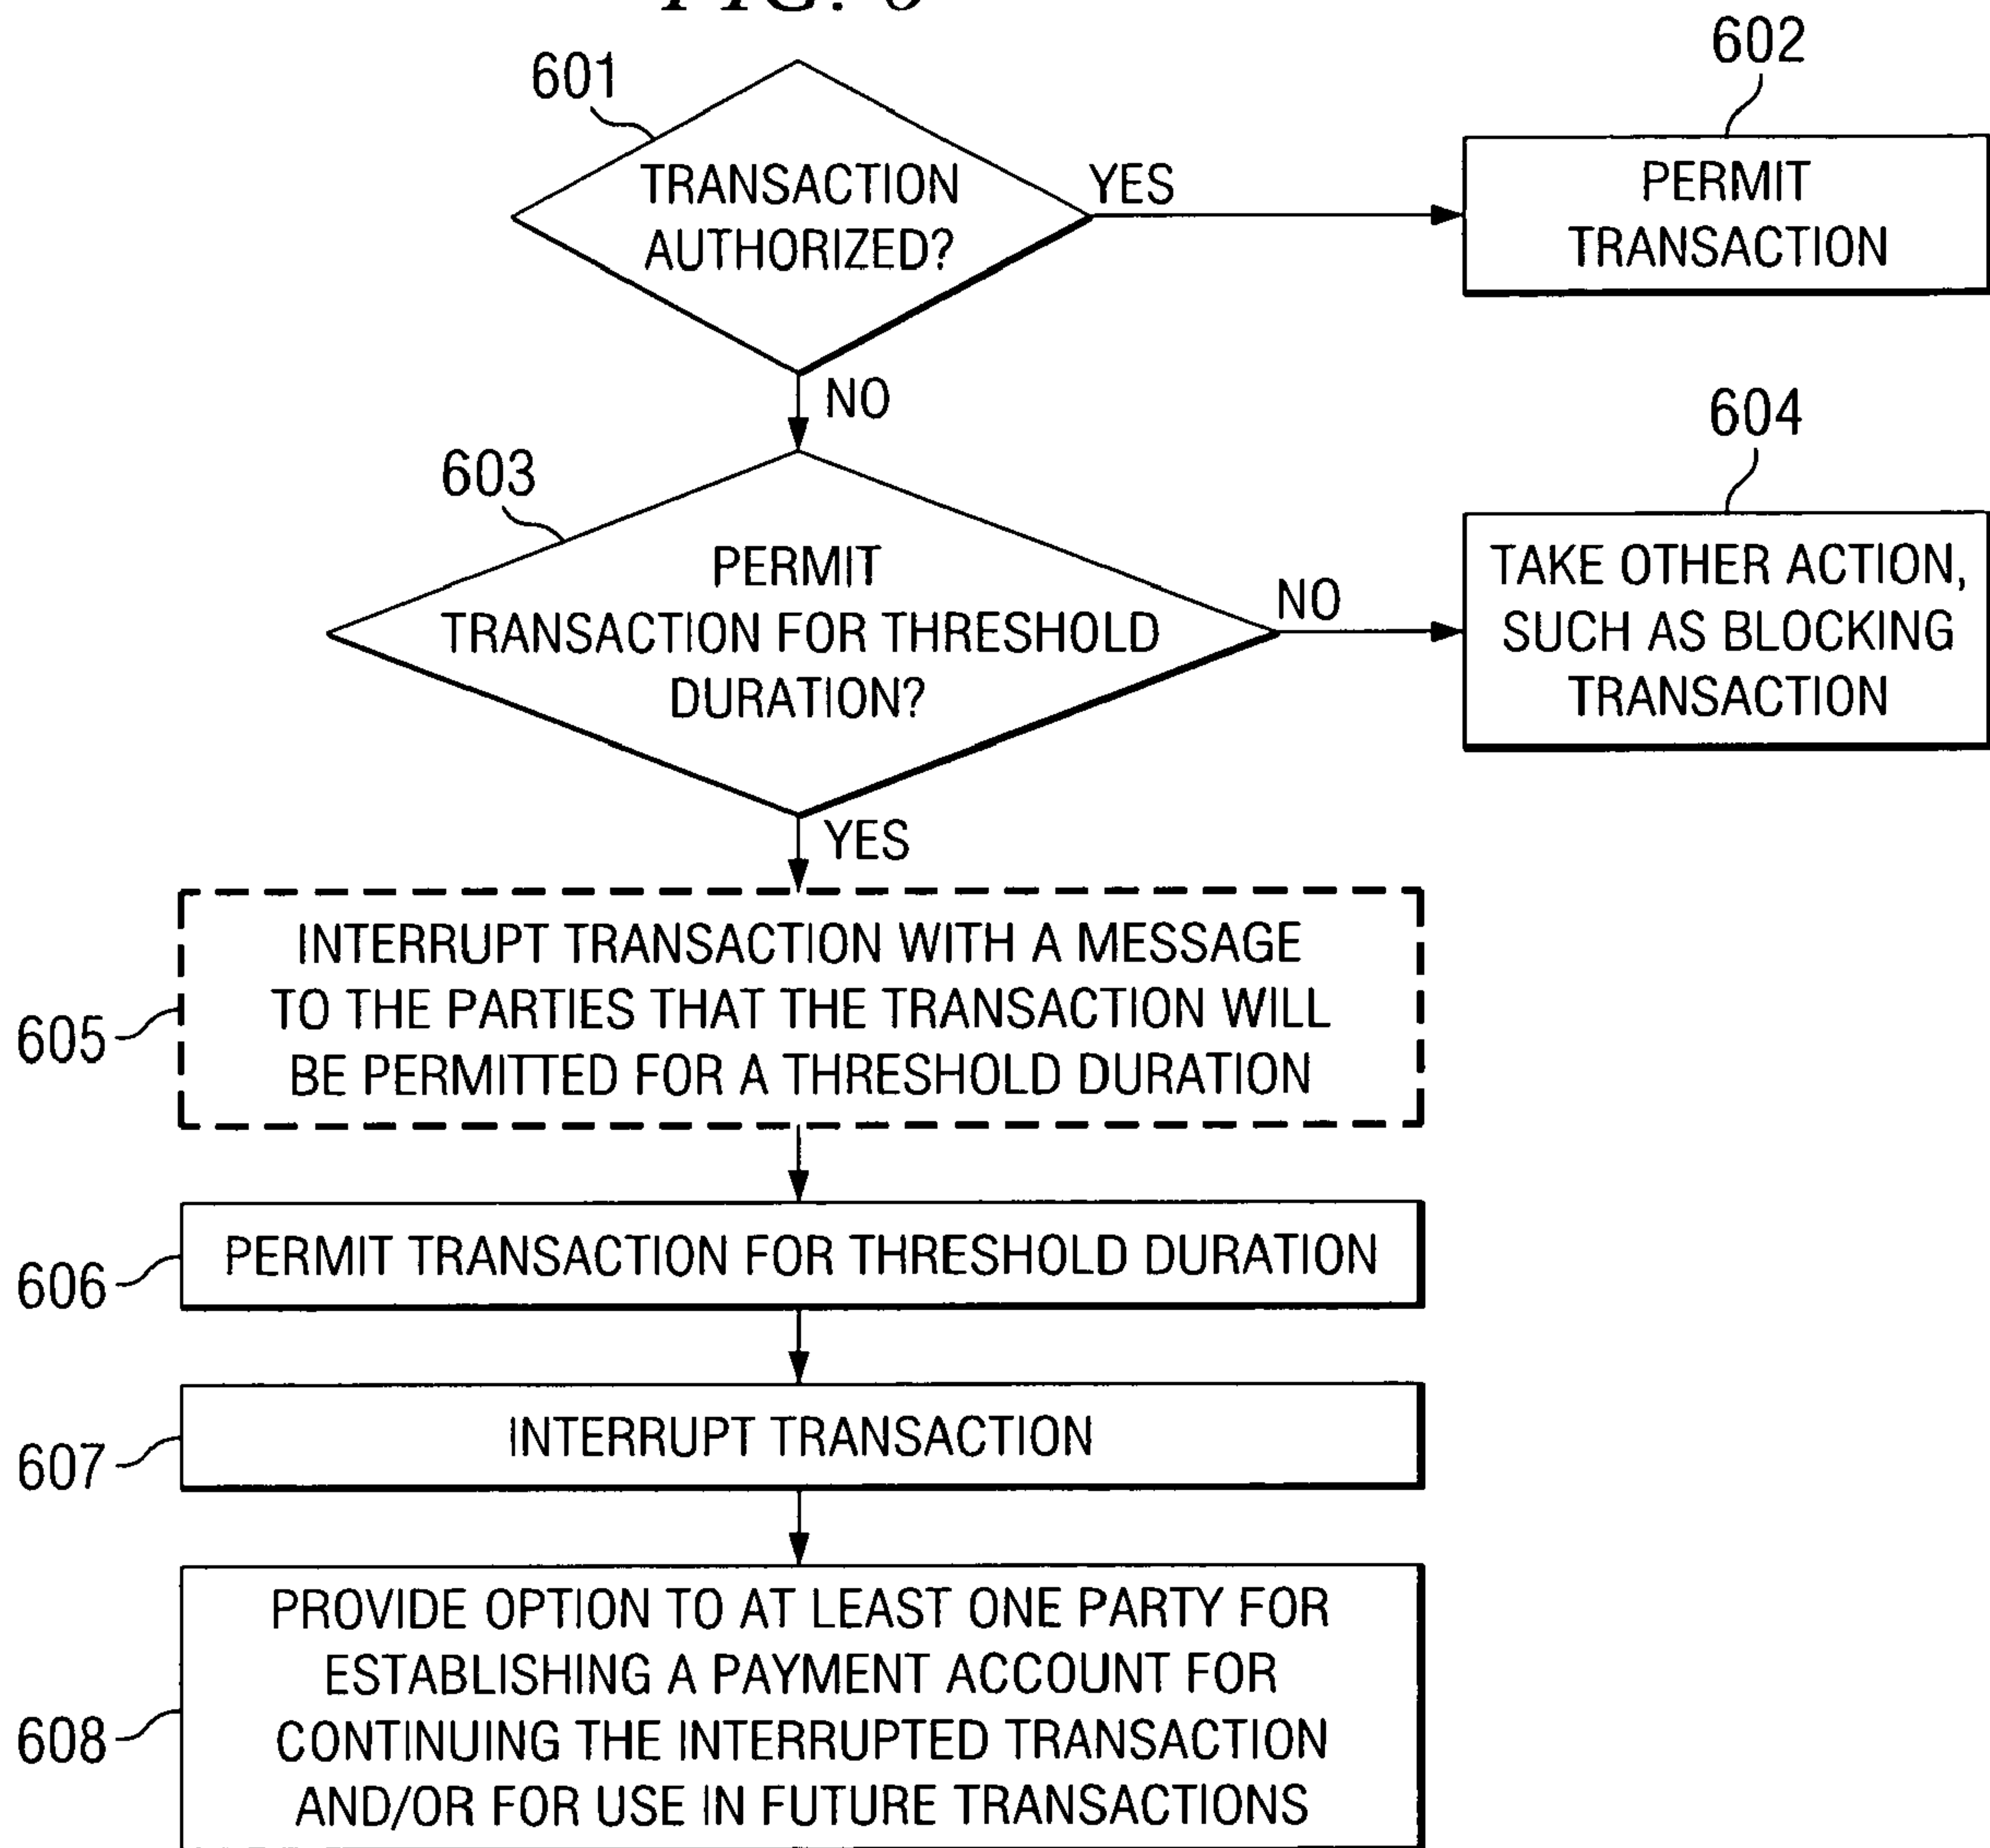 FIG. 6
601
TRANSACTION
AUTHORIZED?
YES
602
PERMIT
TRANSACTION
NO
603
PERMIT
TRANSACTION FOR THRESHOLD
DURATION?
NO
604
TAKE OTHER ACTION,
SUCH AS BLOCKING
TRANSACTION
YES
605
INTERRUPT TRANSACTION WITH A MESSAGE
TO THE PARTIES THAT THE TRANSACTION WILL
BE PERMITTED FOR A THRESHOLD DURATION
606
PERMIT TRANSACTION FOR THRESHOLD DURATION
607
INTERRUPT TRANSACTION
608
PROVIDE OPTION TO AT LEAST ONE PARTY FOR
ESTABLISHING A PAYMENT ACCOUNT FOR
CONTINUING THE INTERRUPTED TRANSACTION
AND/OR FOR USE IN FUTURE TRANSACTIONS